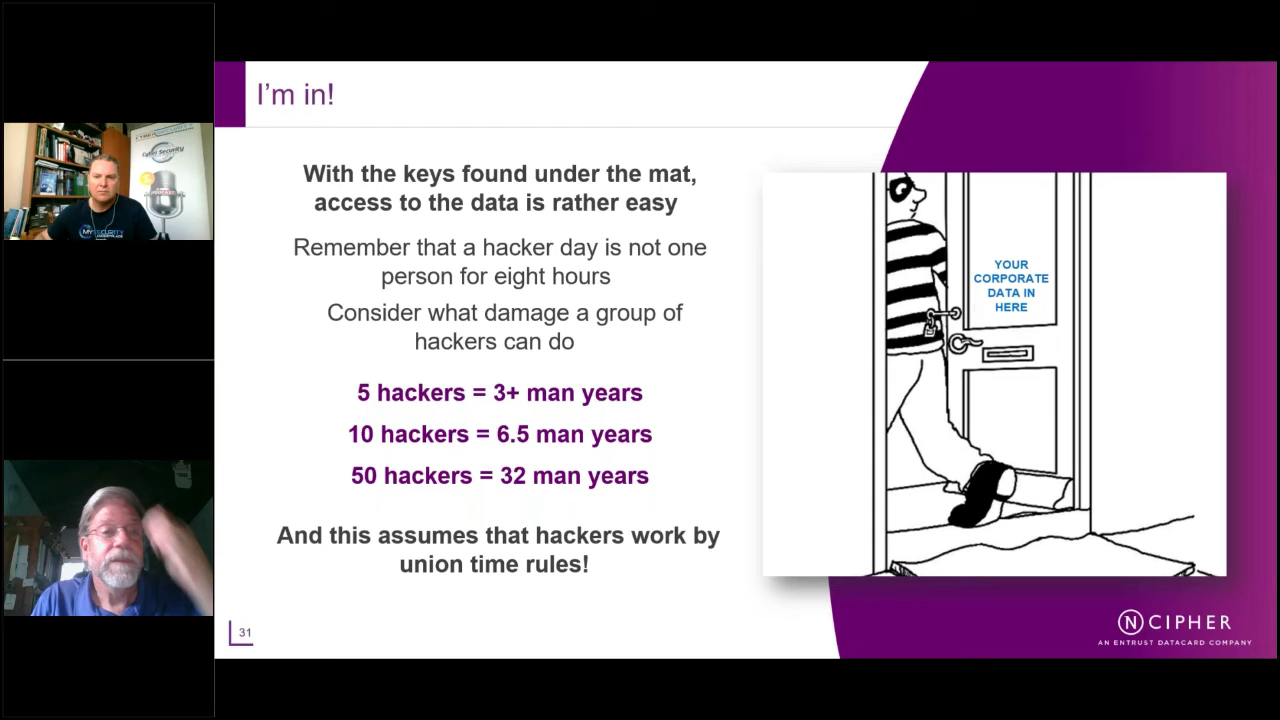 I'm in!
With the keys found under the mat,
access to the data is rather easy
Remember that a hacker day is not one
person for eight hours
Consider what damage a group of
hackers can do
5 hackers = 3+ man years
10 hackers = 6.5 man years
50 hackers = 32 man years
And this assumes that hackers work by
union time rules!
31
YOUR
CORPORATE
DATA IN
HERE
NCIPHER
AN ENTRUST DATACARD COMPANY
Cyber Security
MYSECURITY